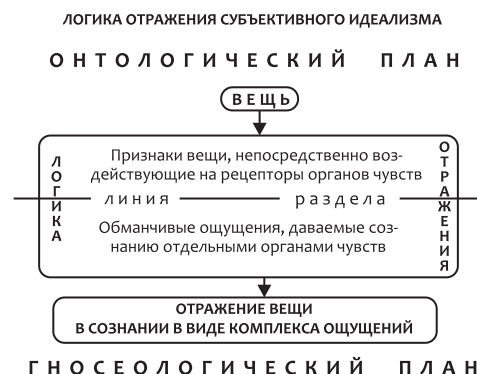 ЛОГИКА ОТРАЖЕНИЯ СУБЪЕКТИВНОГО ИДЕАЛИЗМА
ОНТОЛОГИЧЕСКИЙ ПЛАН
ВЕЩЬ
ЛОГИКА
Признаки вещи, непосредственно воз-
действующие на рецепторы органов чувств
линия раздела
Обманчивые ощущения, даваемые соз-
нанию отдельными органами чувств
ОТРАЖЕНИЯ
ОТРАЖЕНИЕ ВЕЩИ
В СОЗНАНИИ В ВИДЕ КОМПЛЕКСА ОЩУЩЕНИЙ
ГНОСЕОЛОГИЧЕСКИЙ ПЛАН